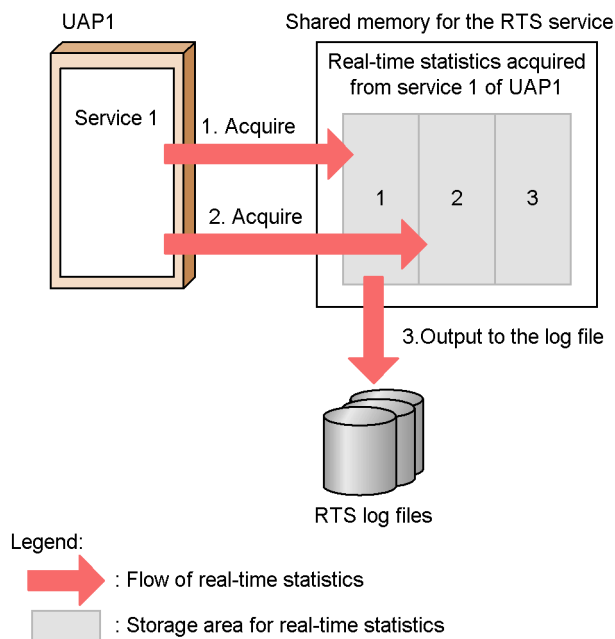 UAP1
Shared memory for the RTS service
Real-time statistics acquired
from service 1 of UAP1
Service 1
1. Acquire
2. Acquire
1
2
3
3.Output to the log file
RTS log files
Legend:
: Flow of real-time statistics
: Storage area for real-time statistics